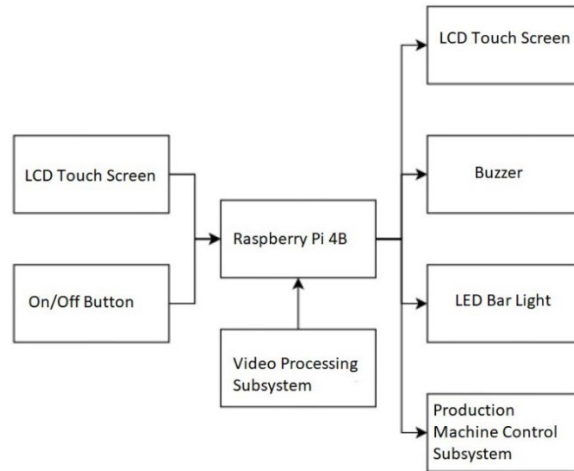 LCD Touch Screen
LCD Touch Screen
Buzzer
Raspberry Pi 4B
On/Off Button
LED Bar Light
Video Processing
Subsystem
Production
Machine Control
Subsystem